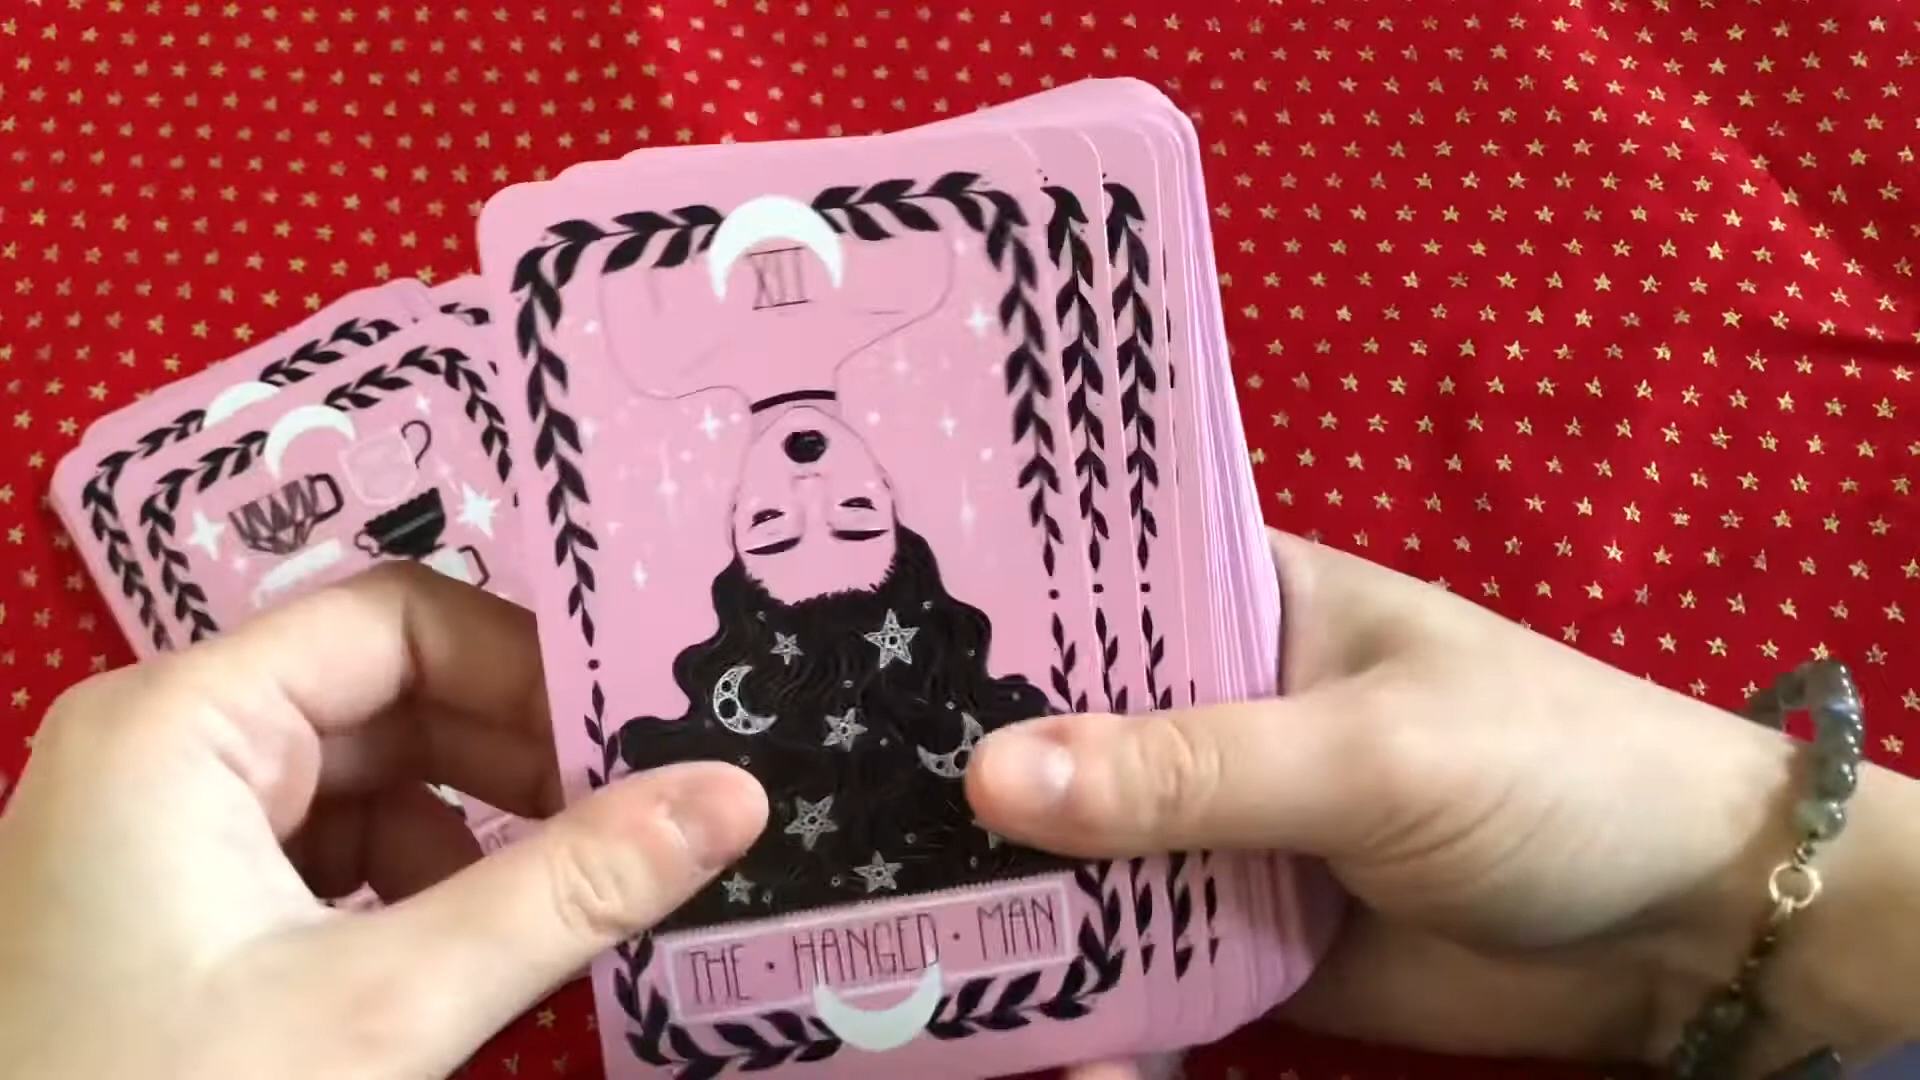 XII
THE · HANGED · MAN